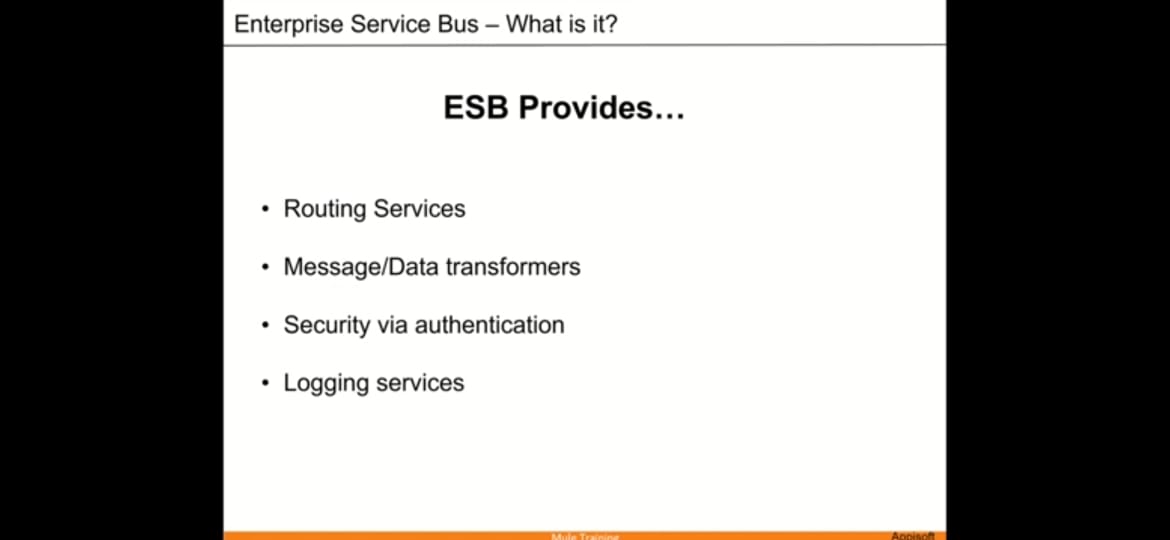 Enterprise Service Bus – What is it?
ESB Provides...
• Routing Services
• Message/Data transformers
• Security via authentication
• Logging services
Mule Training
Appisoft